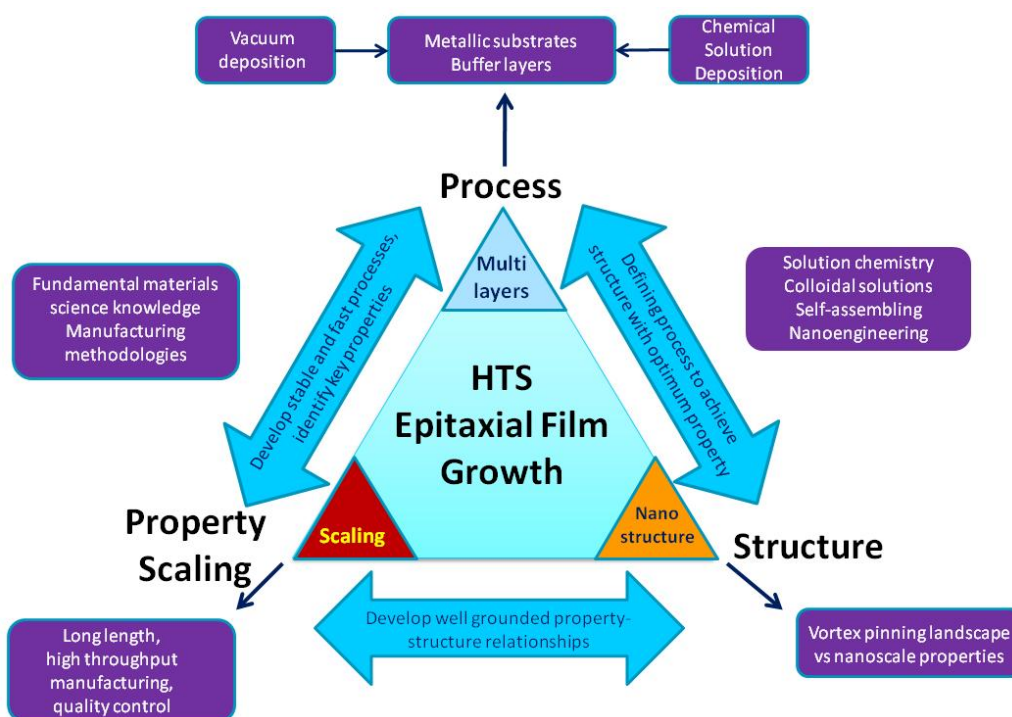 Vacuum
deposition
Metallic substrates
Buffer layers
Chemical
Solution
Deposition
Process
Multi
layers
Develop stable and fast processes,
identify key properties
Defining process to achieve
structure with optimum property
Fundamental materials
science knowledge
Manufacturing
methodologies
Solution chemistry
Colloidal solutions
Self-assembling
Nanoengineering
HTS
Epitaxial Film
Growth
Property
Scaling
Scaling
Nano
structure
Structure
Develop well grounded property-
structure relationships
Long length,
high throughput
manufacturing,
quality control
Vortex pinning landscape
vs nanoscale properties